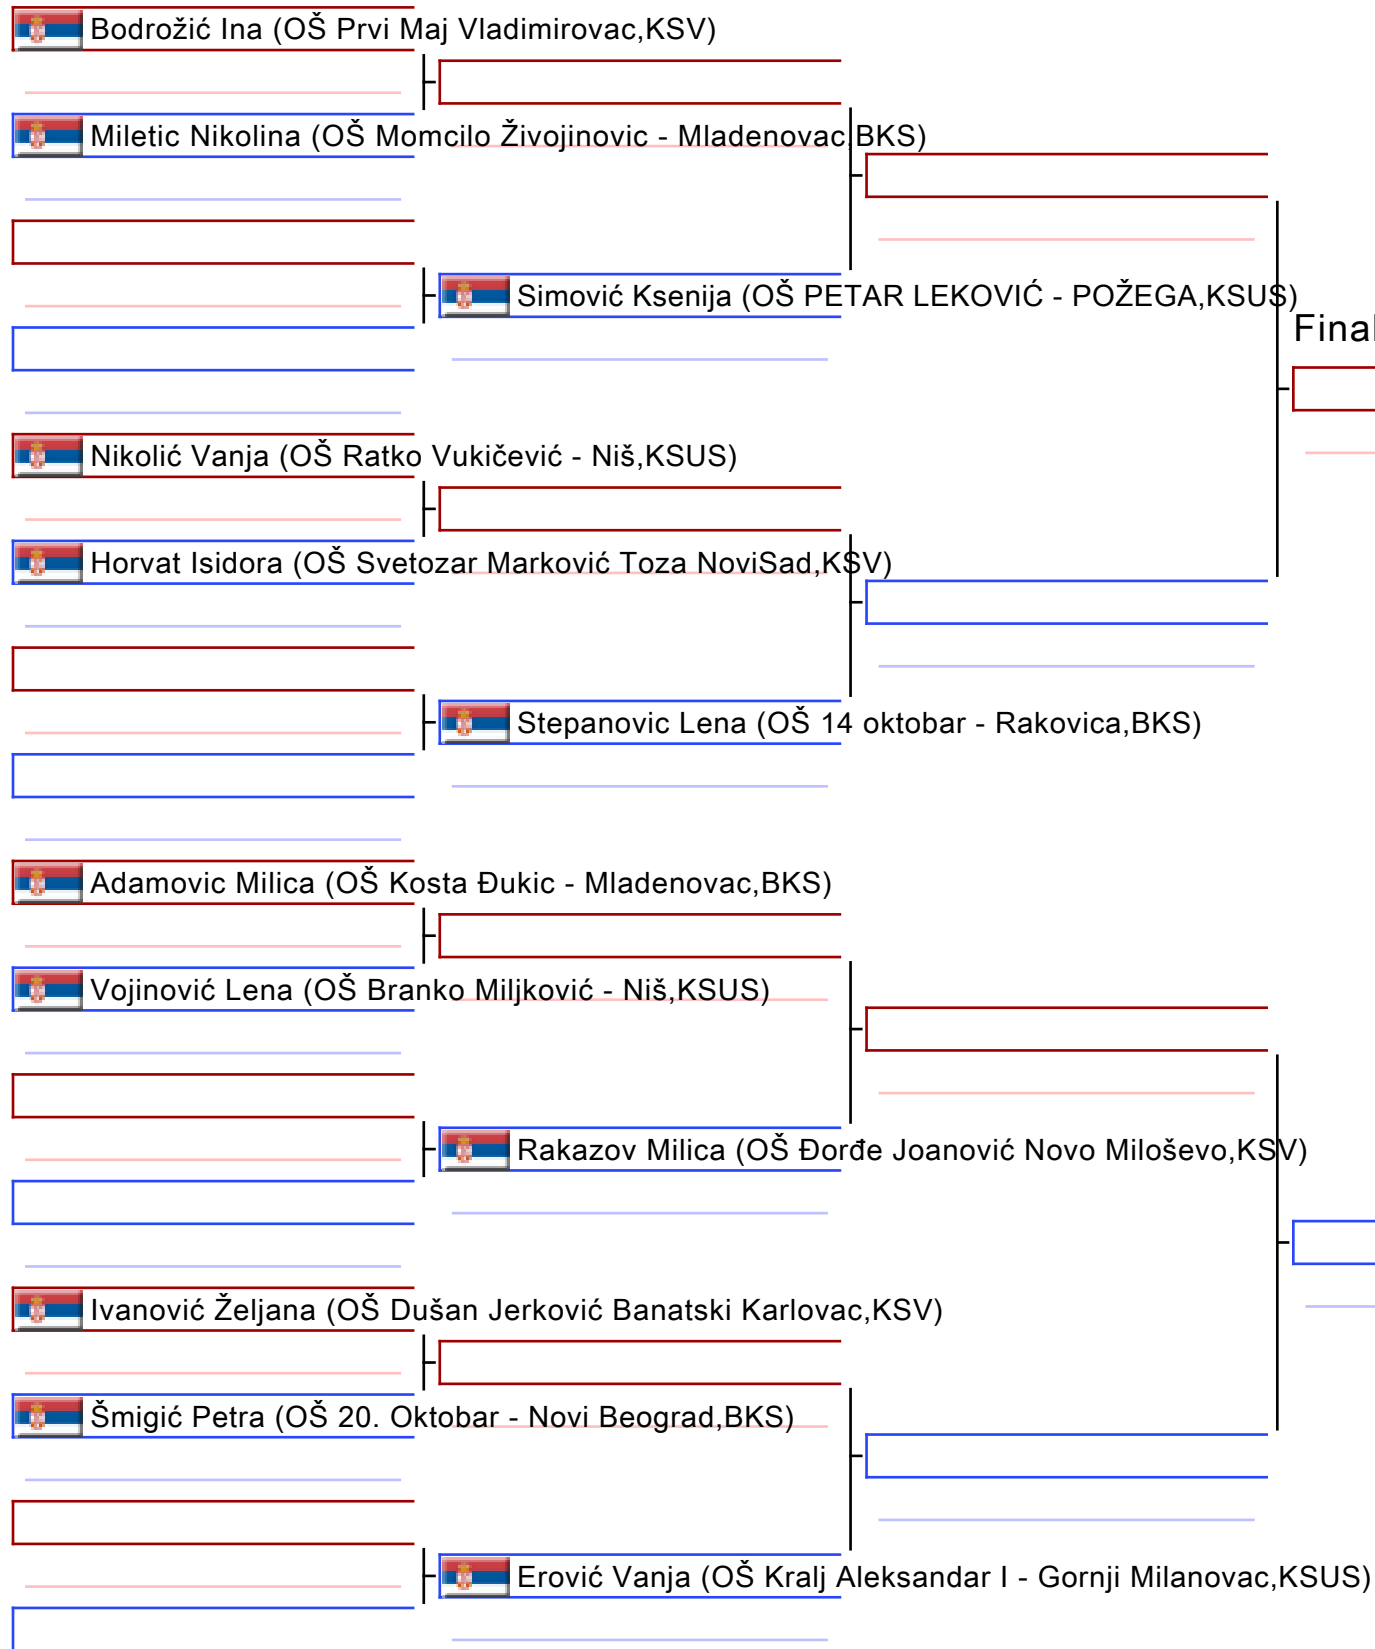 Bodrožić Ina (OŠ Prvi Maj Vladimirovac,KSV)
Miletic Nikolina (OŠ Momcilo Živojinovic - Mladenovac,BKS)
Simović Ksenija (OŠ PETAR LEKOVIĆ - POŽEGA,KSUS)
Final
Nikolić Vanja (OŠ Ratko Vukičević - Niš,KSUS)
Horvat Isidora (OŠ Svetozar Marković Toza NoviSad,KSV)
Stepanovic Lena (OŠ 14 oktobar - Rakovica,BKS)
Adamovic Milica (OŠ Kosta Đukic - Mladenovac,BKS)
Vojinović Lena (OŠ Branko Miljković - Niš,KSUS)
Rakazov Milica (OŠ Đorđe Joanović Novo Miloševo,KSV)
Ivanović Željana (OŠ Dušan Jerković Banatski Karlovac,KSV)
Šmigić Petra (OŠ 20. Oktobar - Novi Beograd,BKS)
Erović Vanja (OŠ Kralj Aleksandar I - Gornji Milanovac,KSUS)